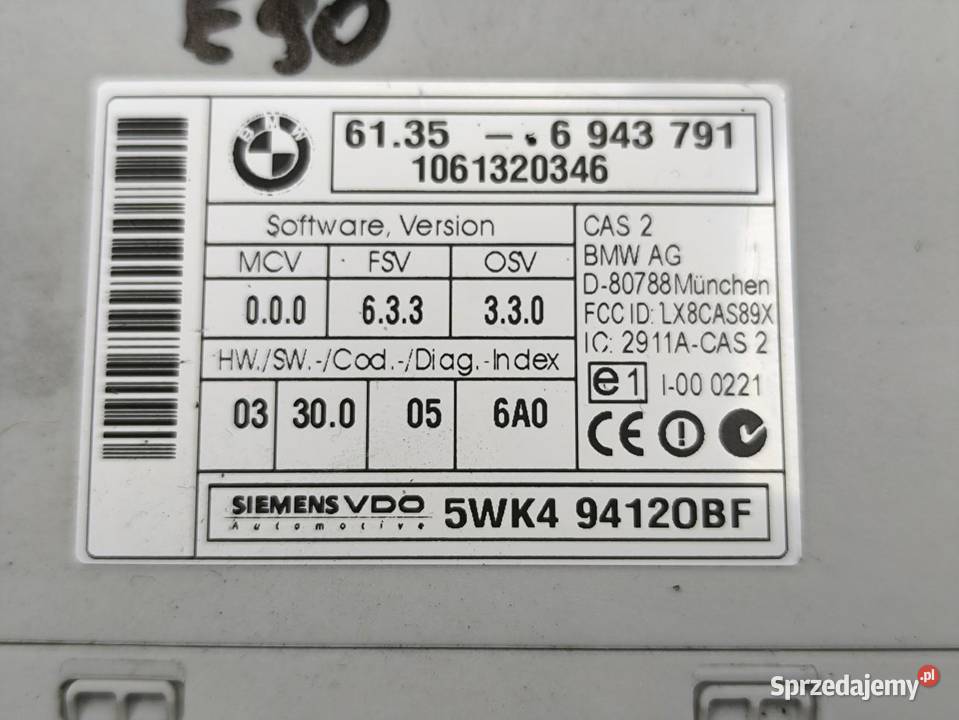 E90
BMW
61.35 - 6 943 791
1061320346
Software, Version
MCV FSV OSV
0.0.0 6.3.3 3.3.0
HW./SW.-/Cod.-/Diag.-Index
03 30.0 05 6A0
CAS 2
BMW AG
D-80788 München
FCC ID: LX8CAS89X
IC: 2911A-CAS 2
e1 I-00 0221
CE
SIEMENS VDO
Automotive
5WK4 94120BF
Sprzedajemy.pl